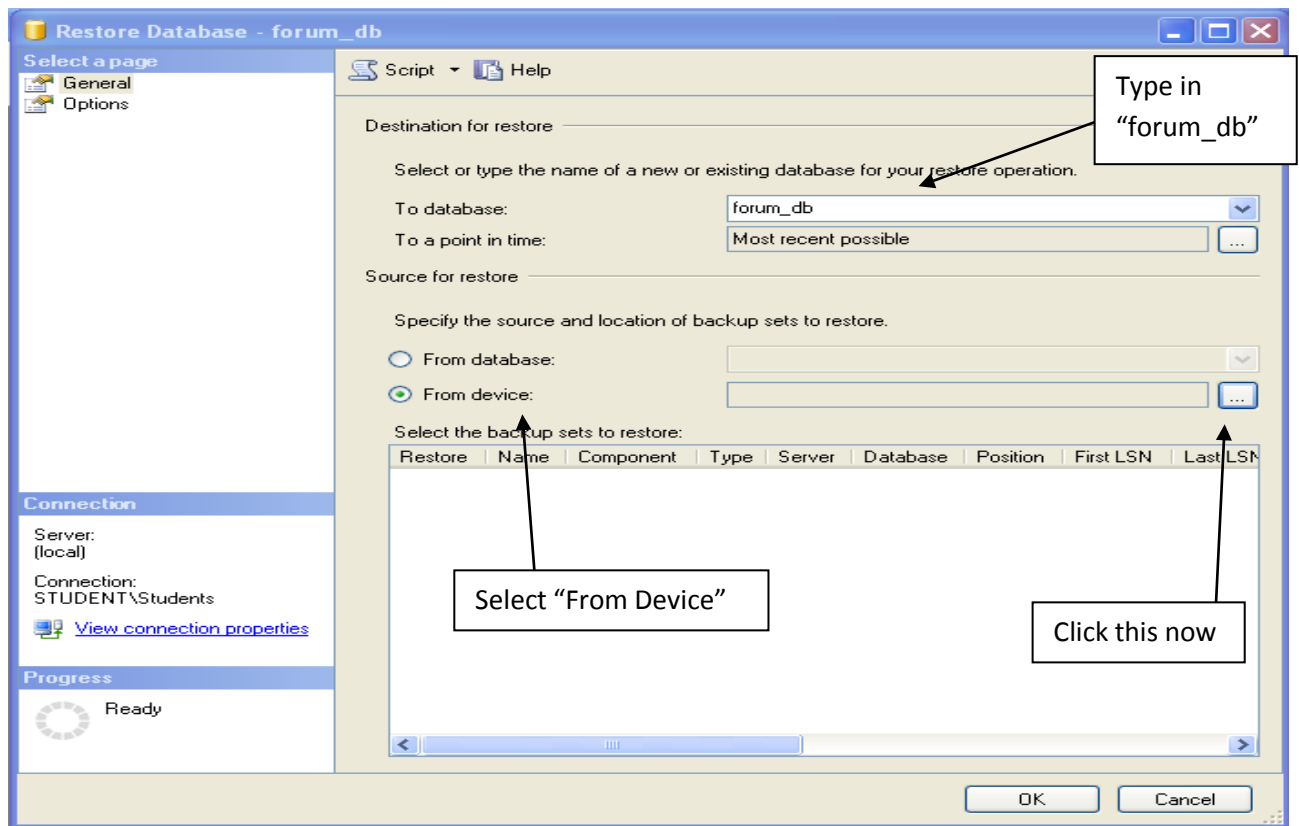 Restore Database - forum_db
Select a page
General
Options
Script
Help
Type in
“forum_db”
Destination for restore
Select or type the name of a new or existing database for your restore operation.
To database:
forum_db
To a point in time:
Most recent possible
...
Source for restore
Specify the source and location of backup sets to restore.
From database:
From device:
...
Select the backup sets to restore:
Restore Name Component Type Server Database Position First LSN Last LSN
Connection
Server:
(local)
Connection:
STUDENT\Students
View connection properties
Select “From Device”
Click this now
Progress
Ready
OK
Cancel